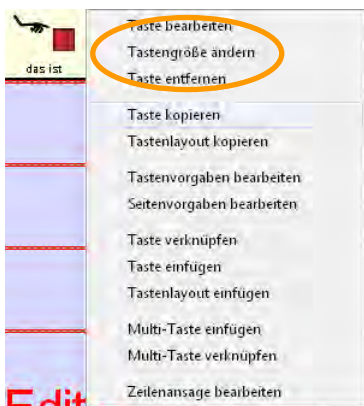 Taste bearbeiten
Tastengröße ändern
das ist
Taste entfernen
Taste kopieren
Tastenlayout kopieren
Tastenvorgaben bearbeiten
Seitenvorgaben bearbeiten
Taste verknüpfen
Taste einfügen
Tastenlayout einfügen
Multi-Taste einfügen
Multi-Taste verknüpfen
Zeilenansage bearbeiten
Edit